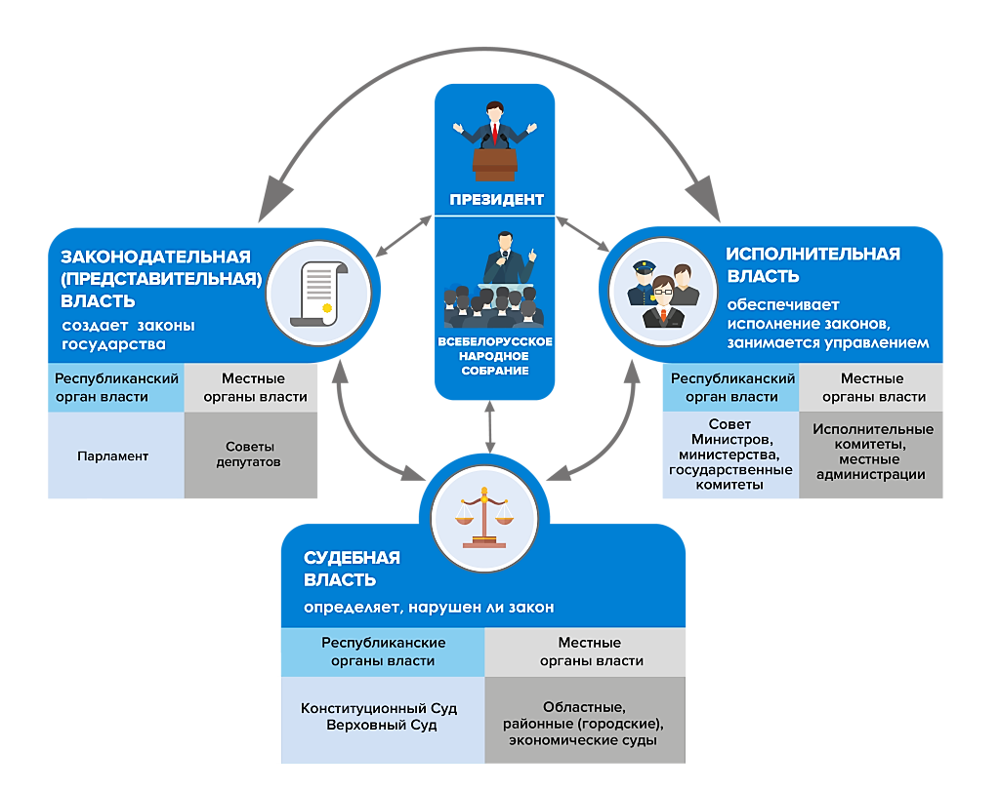 ПРЕЗИДЕНТ
ВСЕБЕЛОРУССКОЕ
НАРОДНОЕ
СОБРАНИЕ
ЗАКОНОДАТЕЛЬНАЯ
(ПРЕДСТАВИТЕЛЬНАЯ)
ВЛАСТЬ
создает законы
государства
Республиканский
орган власти
Местные
органы власти
Парламент
Советы
депутатов
ИСПОЛНИТЕЛЬНАЯ
ВЛАСТЬ
обеспечивает
исполнение законов,
занимается управлением
Республиканский
орган власти
Местные
органы власти
Совет
Министров,
министерства,
государственные
комитеты
Исполнительные
комитеты,
местные
администрации
СУДЕБНАЯ
ВЛАСТЬ
определяет, нарушен ли закон
Республиканские
органы власти
Местные
органы власти
Конституционный Суд
Верховный Суд
Областные,
районные (городские),
экономические суды